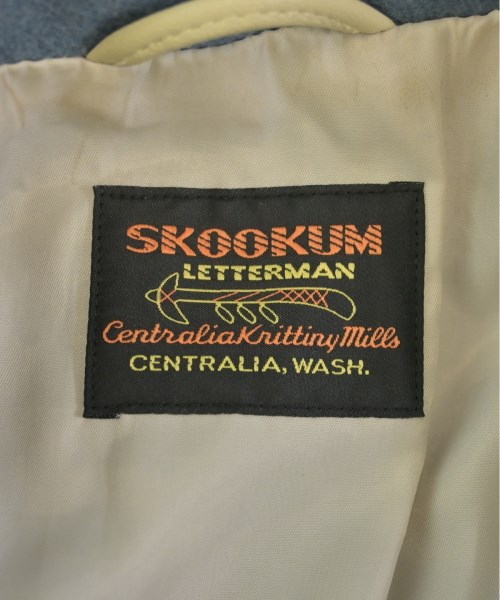 SKOOKUM
LETTERMAN
Centralia Knitting Mills
CENTRALIA, WASH.